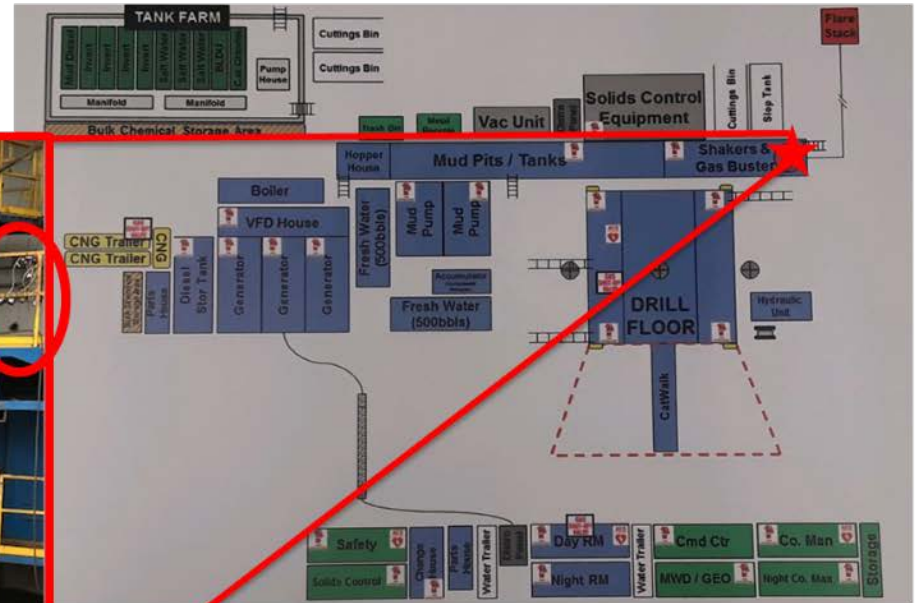 TANK FARM
Mud Diesel
Invert
Invert
Invert
Invert
Salt Water
Salt Water
Salt Water
BLDU
Pump
House
Manifold
Manifold
Bulk Chemical Storage Area
Cuttings Bin
Cuttings Bin
Vac Unit
Solids Control
Equipment
Cuttings Bin
Slop Tank
Flare
Stack
Hopper
House
Mud Pits / Tanks
Shakers &
Gas Buster
Boiler
VFD House
CNG Trailer
CNG Trailer
CNG
Parts
House
Diesel
Stor Tank
Generator
Generator
Generator
Fresh Water
(500bbls)
Mud
Pump
Mud
Pump
Accumulator
Fresh Water
(500bbls)
DRILL
FLOOR
Hydraulic
Unit
CatWalk
Safety
Solids Control
Change
House
Parts
House
Water Trailer
Day RM
Night RM
Water Trailer
Cmd Ctr
MWD / GEO
Co. Man
Night Co. Man
Storage